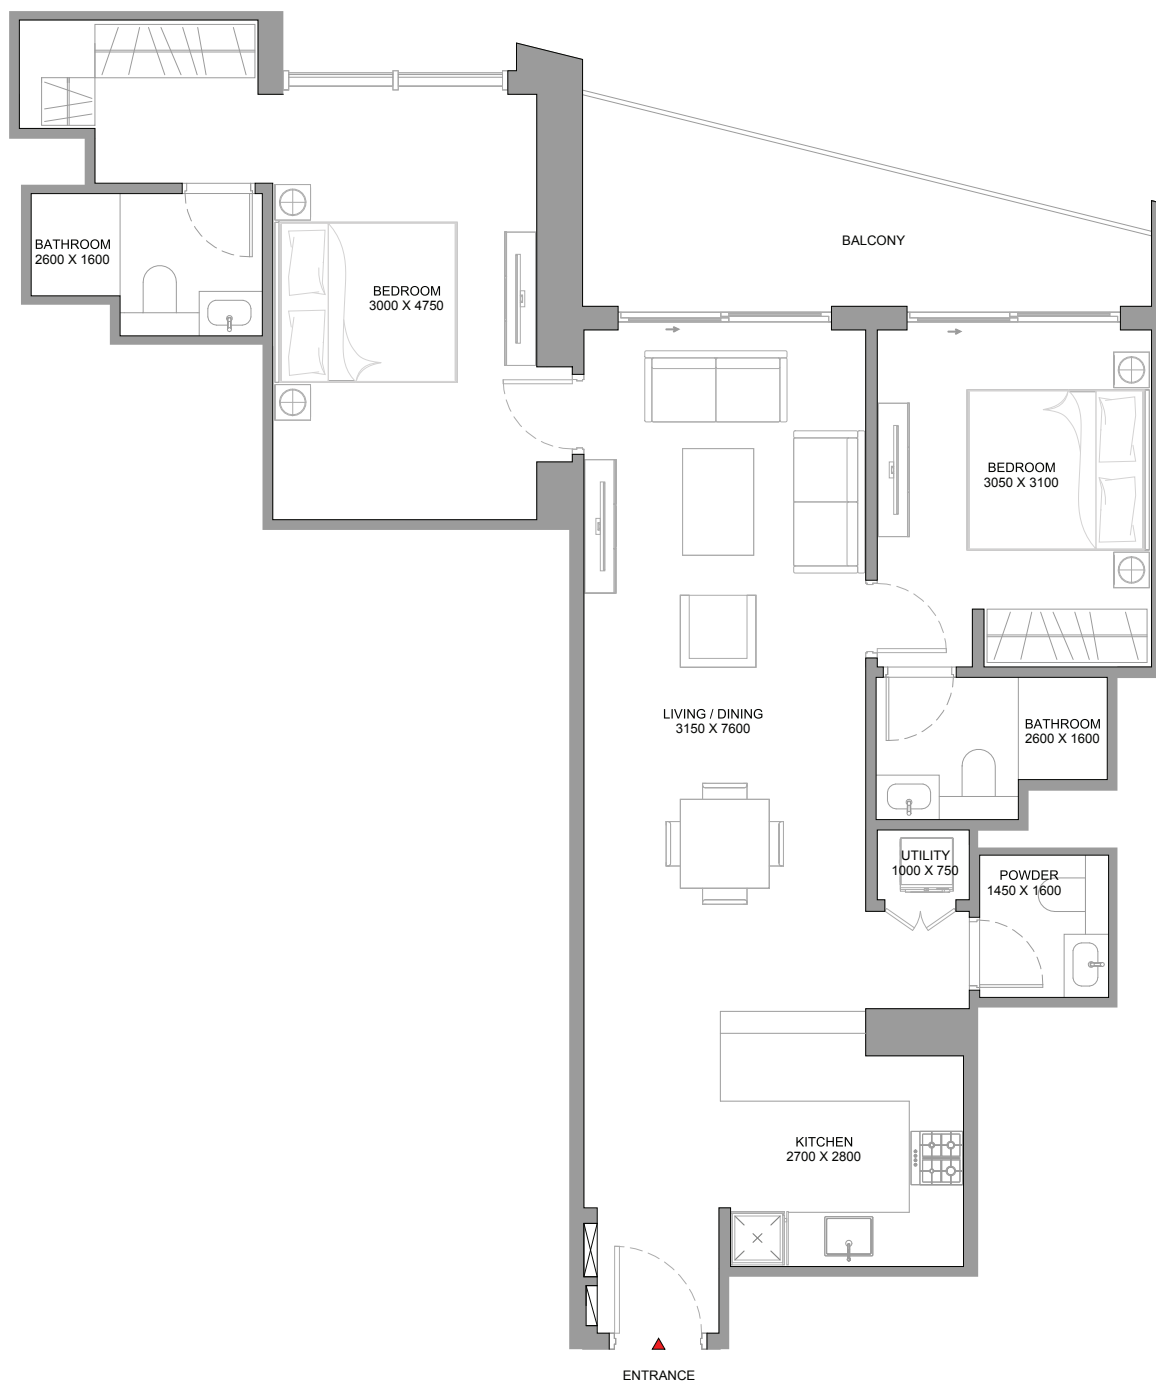 BALCONY
BATHROOM
2600 X 1600
BEDROOM
3000 X 4750
BEDROOM
3050 X 3100
LIVING / DINING
3150 X 7600
BATHROOM
2600 X 1600
UTILITY
1000 X 750
POWDER
1450 X 1600
KITCHEN
2700 X 2800
ENTRANCE